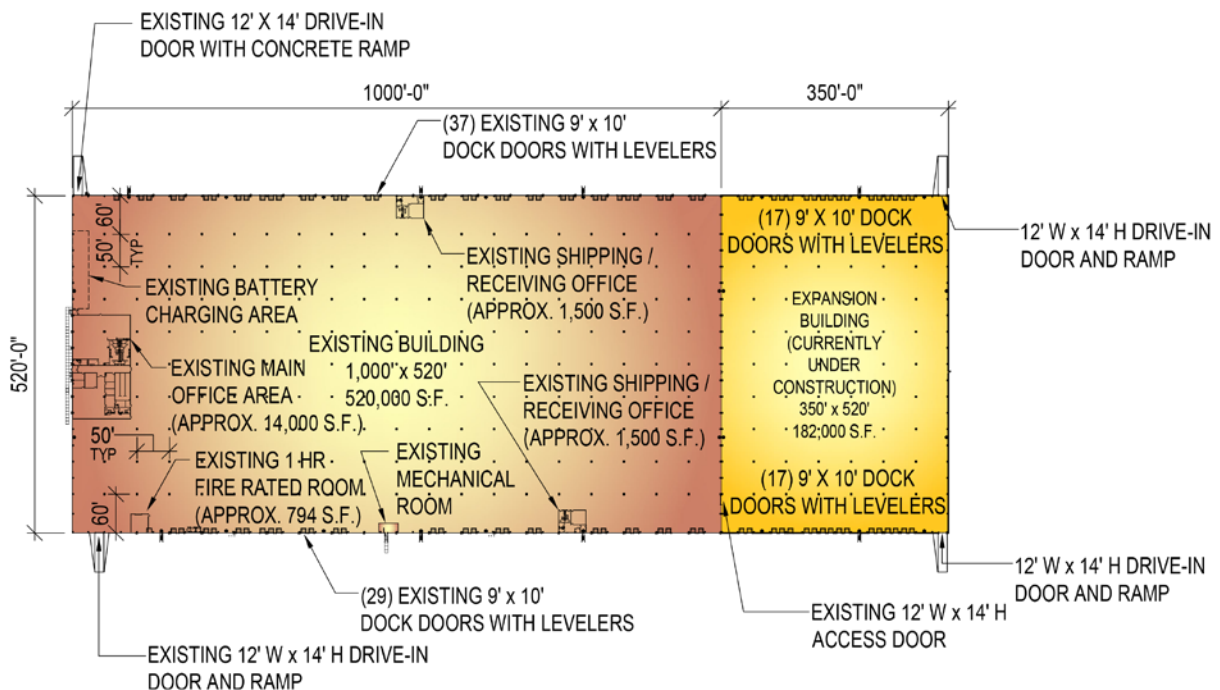 EXISTING 12' X 14' DRIVE-IN
DOOR WITH CONCRETE RAMP
1000'-0"
350'-0"
(37) EXISTING 9' x 10'
DOCK DOORS WITH LEVELERS
520'-0"
60'
50'
TYP
(17) 9' X 10' DOCK
DOORS WITH LEVELERS
12' W x 14' H DRIVE-IN
DOOR AND RAMP
EXISTING SHIPPING /
RECEIVING OFFICE
(APPROX. 1,500 S.F.)
EXISTING BATTERY
CHARGING AREA
EXISTING BUILDING
1,000' x 520'
520,000 S.F.
EXPANSION
BUILDING
(CURRENTLY
UNDER
CONSTRUCTION)
350' x 520'
182,000 S.F.
EXISTING MAIN
OFFICE AREA
(APPROX. 14,000 S.F.)
EXISTING SHIPPING /
RECEIVING OFFICE
(APPROX. 1,500 S.F.)
50'
TYP
EXISTING 1 HR
FIRE RATED ROOM
(APPROX. 794 S.F.)
EXISTING
MECHANICAL
ROOM
60'
(17) 9' X 10' DOCK
DOORS WITH LEVELERS
12' W x 14' H DRIVE-IN
DOOR AND RAMP
(29) EXISTING 9' x 10'
DOCK DOORS WITH LEVELERS
EXISTING 12' W x 14' H
ACCESS DOOR
EXISTING 12' W x 14' H DRIVE-IN
DOOR AND RAMP